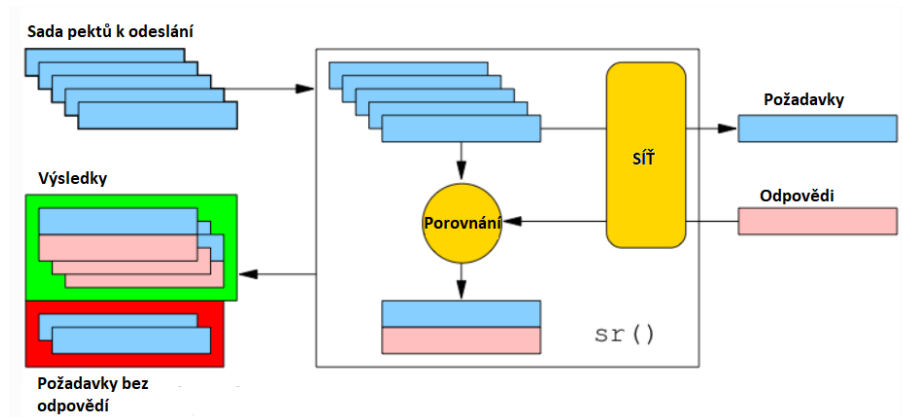 Sada pektů k odeslání
Požadavky
SÍŤ
Výsledky
Odpovědi
Porovnání
sr()
Požadavky bez
odpovědí